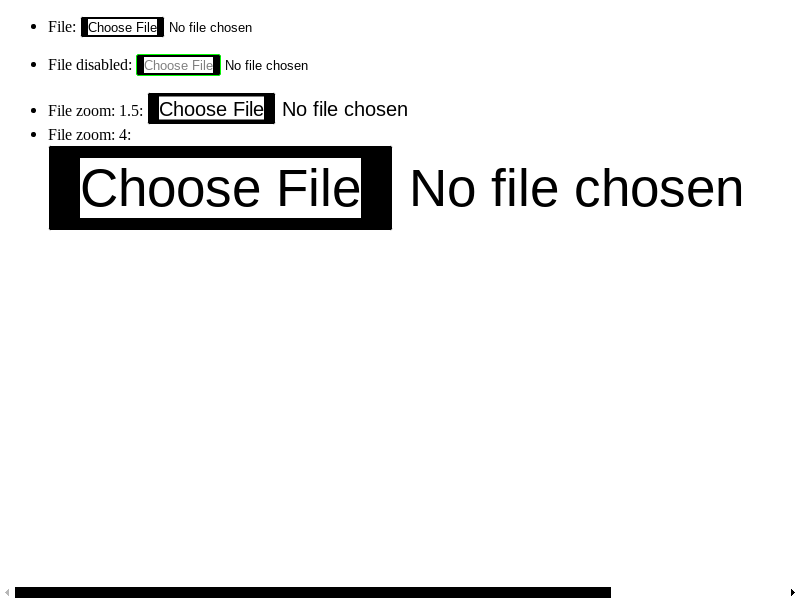 File: Choose File No file chosen
File disabled: Choose File No file chosen
File zoom: 1.5: Choose File No file chosen
File zoom: 4:
Choose File No file chosen